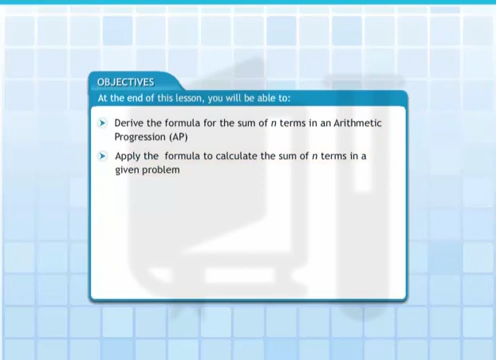 OBJECTIVES
At the end of this lesson, you will be able to:
Derive the formula for the sum of n terms in an Arithmetic
Progression (AP)
Apply the formula to calculate the sum of n terms in a
given problem